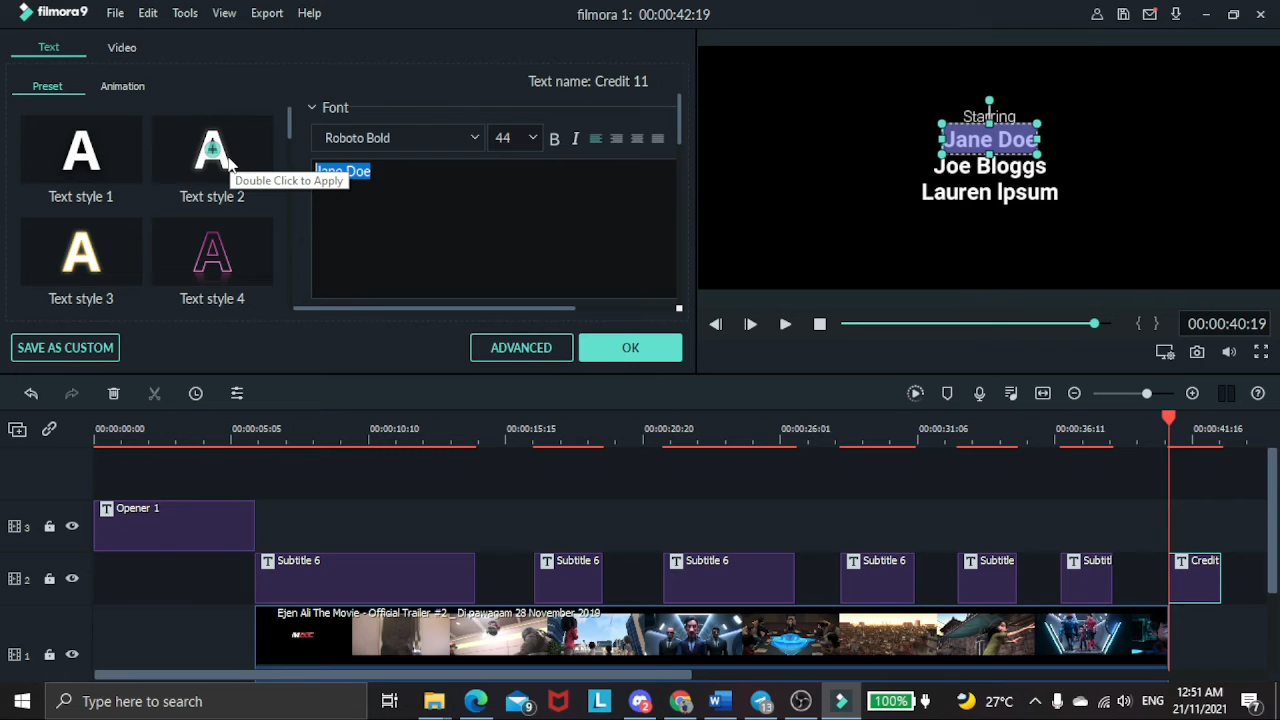 filmora9 File Edit Tools View Export Help filmora 1: 00:00:42:19
Text Video
Text name: Credit 11
Preset Animation
Font
Roboto Bold 44 B I
Jane Doe
A
A
Double Click to Apply
Text style 1 Text style 2
A
A
Text style 3 Text style 4
SAVE AS CUSTOM ADVANCED OK
Starring
Jane Doe
Joe Bloggs
Lauren Ipsum
{ } 00:00:40:19
00:00:00:00 00:00:05:05 00:00:10:10 00:00:15:15 00:00:20:20 00:00:26:01 00:00:31:06 00:00:36:11 00:00:41:16
3 T Opener 1
2 T Subtitle 6 T Subtitle 6 T Subtitle 6 T Subtitle 6 T Subtitle T Subtitl T Credit
Ejen Ali The Movie - Official Trailer #2 _ Di pawagam 28 November 2019
1
Type here to search
9 L 2 W 13 100% 27°C ENG 12:51 AM
21/11/2021 7